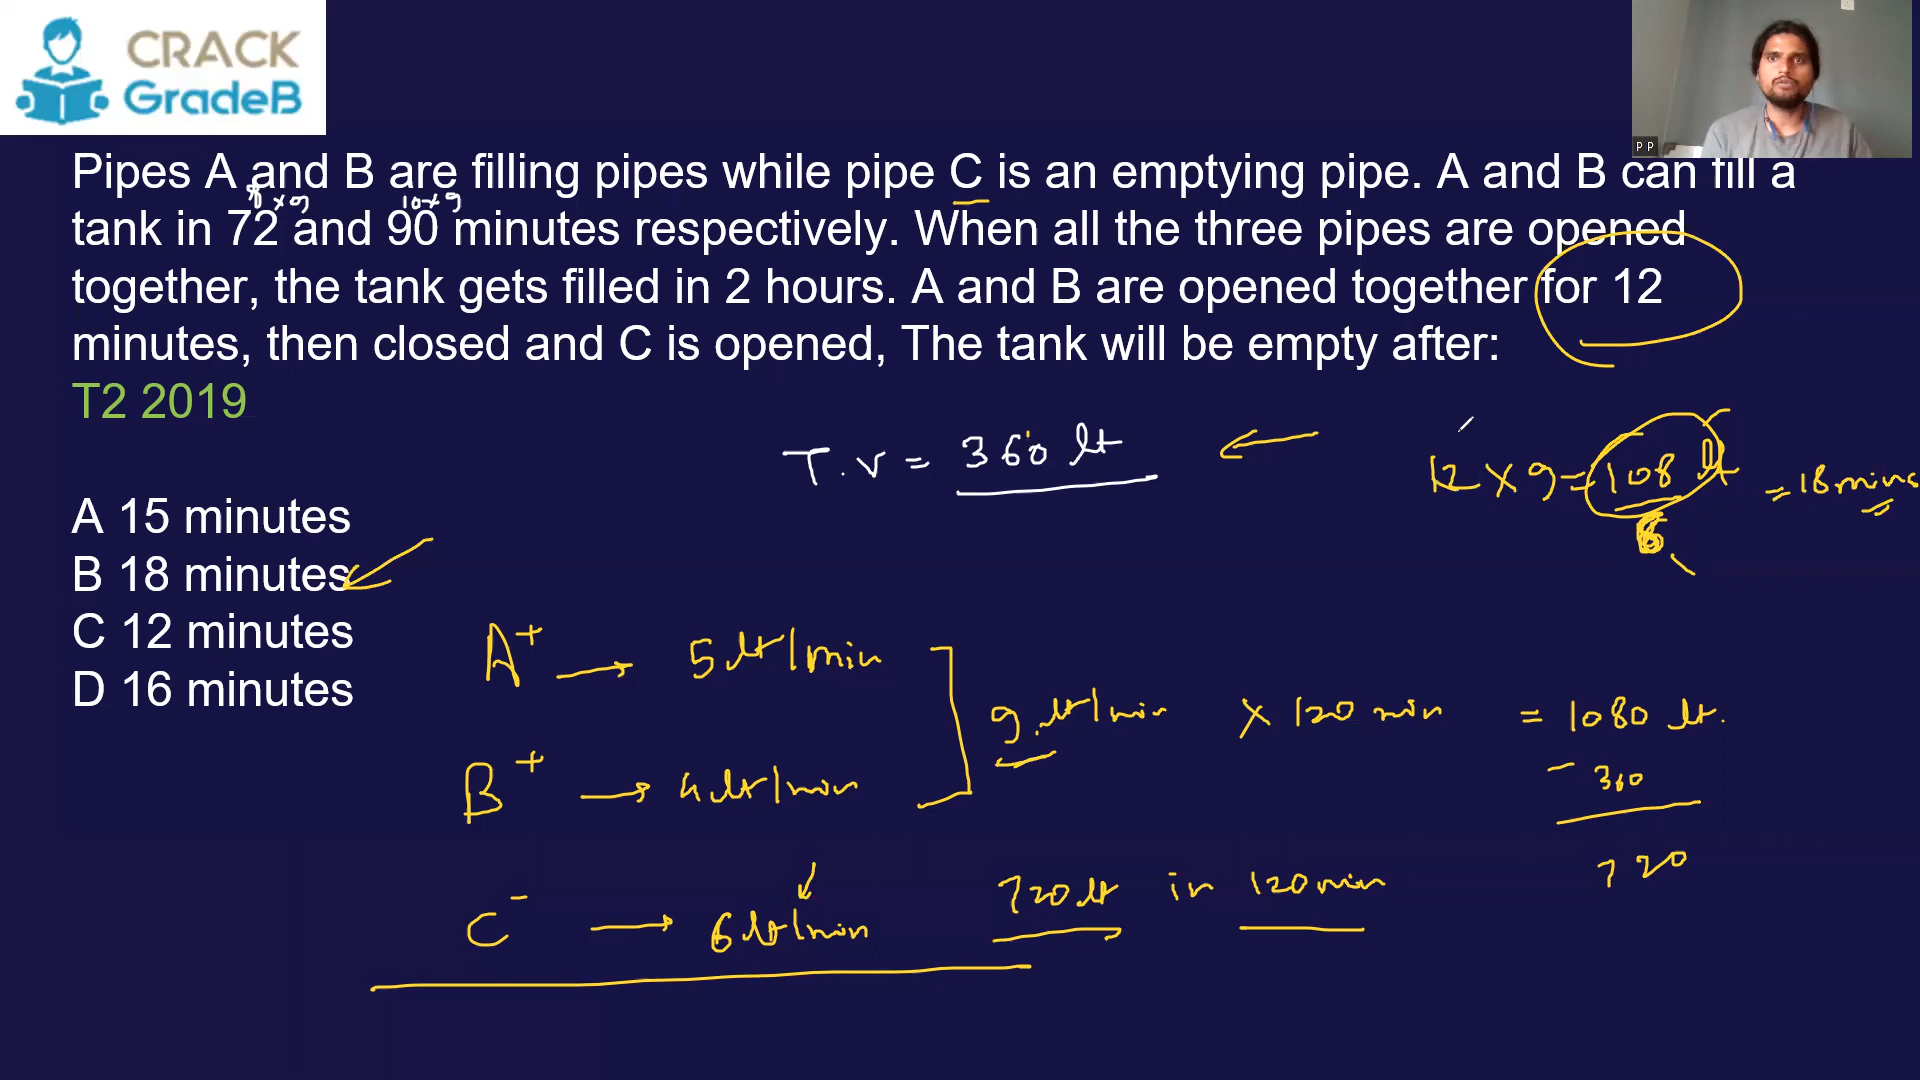 CRACK
GradeB
P P
Pipes A and B are filling pipes while pipe C is an emptying pipe. A and B can fill a
8 x 9 10 x 9
tank in 72 and 90 minutes respectively. When all the three pipes are opened
together, the tank gets filled in 2 hours. A and B are opened together for 12
minutes, then closed and C is opened, The tank will be empty after:
T2 2019
T.V = 360 lt
12 x 9 = 108 lt = 18 mins
6
A 15 minutes
B 18 minutes
C 12 minutes
D 16 minutes
A+ → 5 lt/min
9 lt/min x 120 min = 1080 lt.
- 360
B+ → 4 lt/min
720
C- → 6 lt/min 720 lt in 120 min